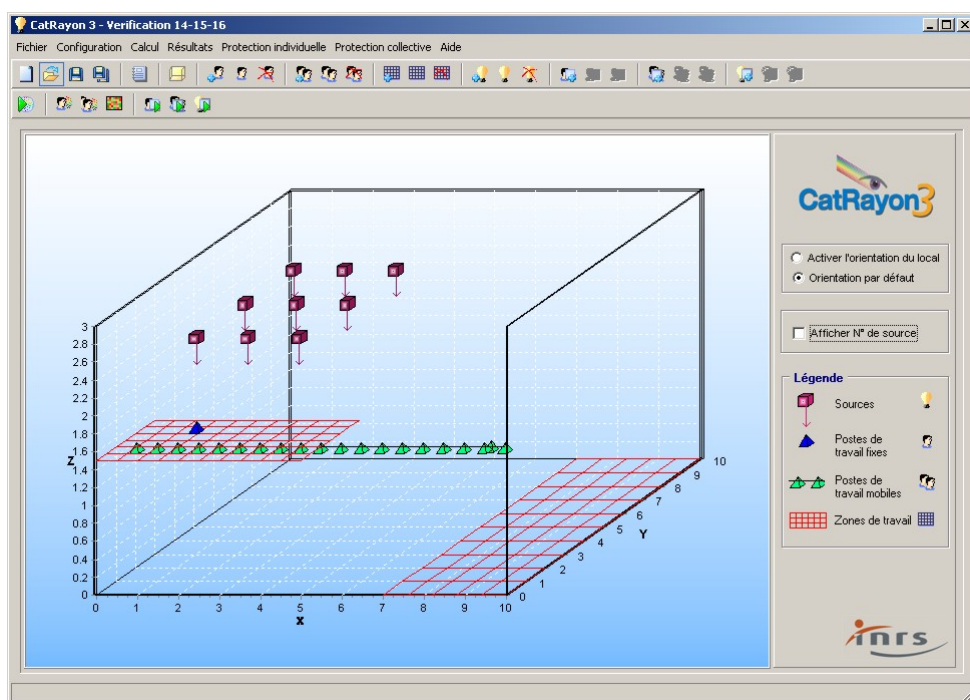 CatRayon 3 - Verification 14-15-16
Fichier Configuration Calcul Résultats Protection individuelle Protection collective Aide
CatRayon3
Activer l'orientation du local
Orientation par défaut
Afficher N° de source
Légende
Sources
Postes de
travail fixes
Postes de
travail mobiles
Zones de travail
inrs
3
2.8
2.6
2.4
2.2
2
1.8
1.6
1.4
1.2
1
0.8
0.6
0.4
0.2
0
Z
0 1 2 3 4 5 6 7 8 9 10
X
0 1 2 3 4 5 6 7 8 9 10
Y